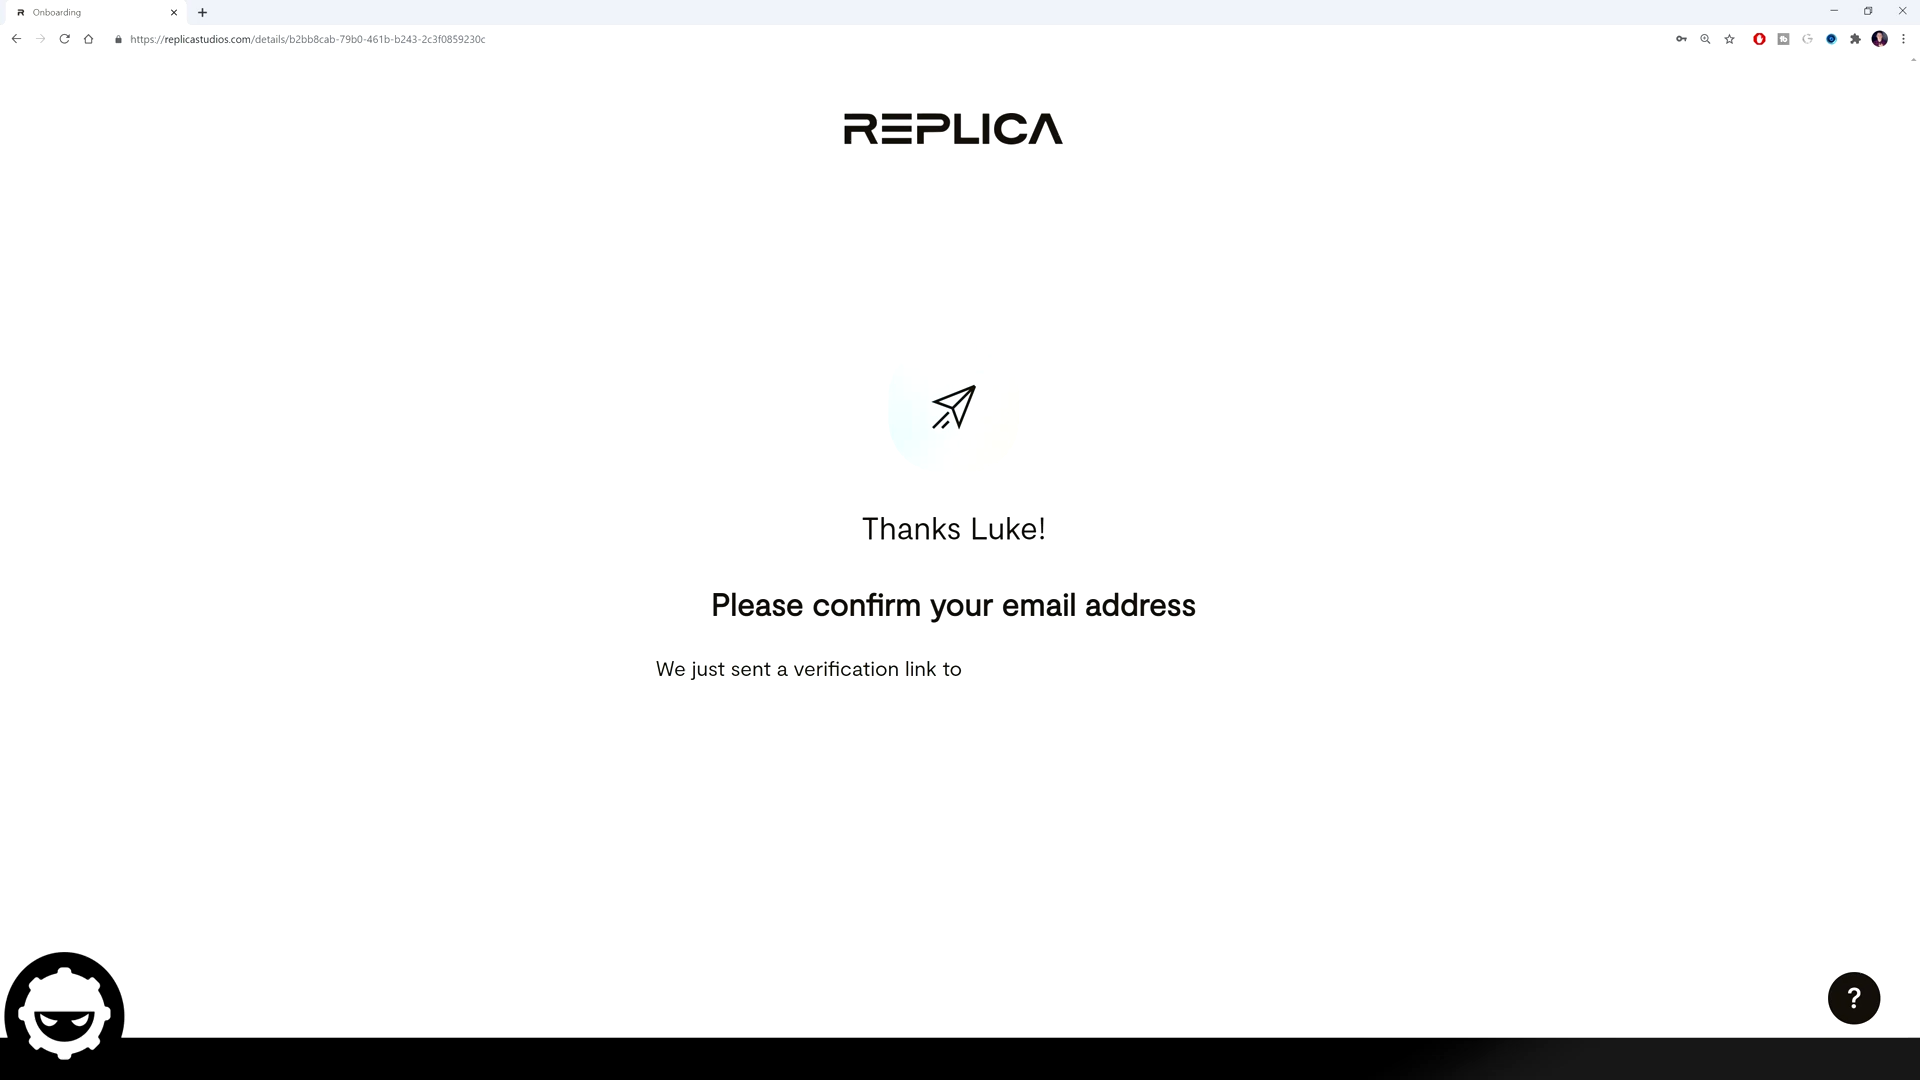 Onboarding
https://replicastudios.com/details/b2bb8cab-79b0-461b-b243-2c3f0859230c
REPLICA
Thanks Luke!
Please confirm your email address
We just sent a verification link to
?